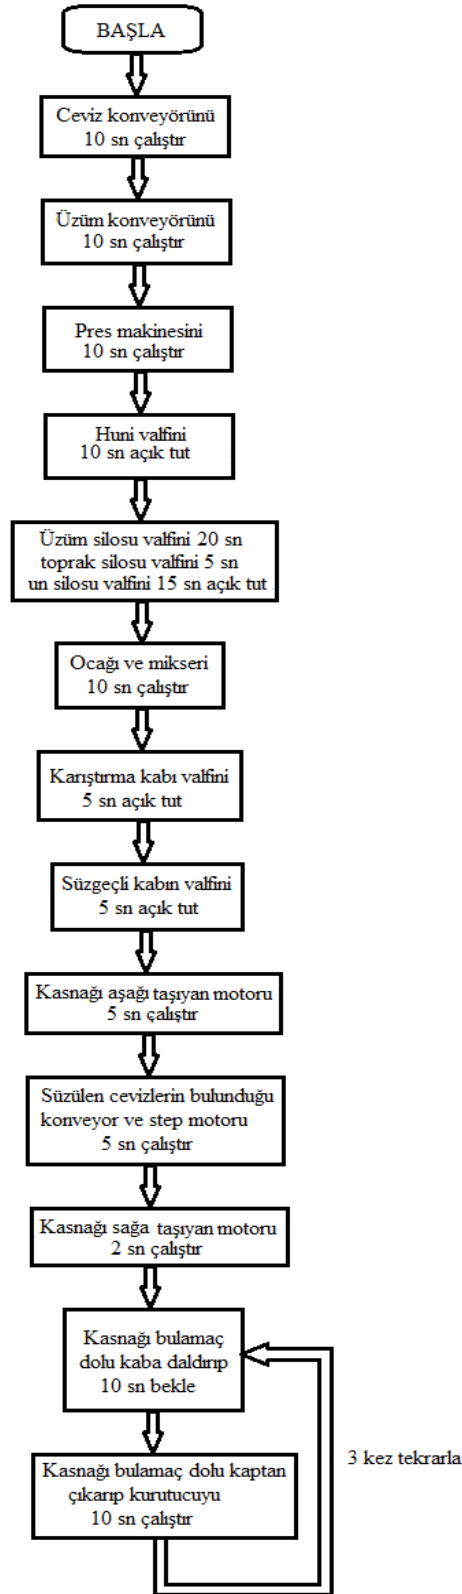 BAŞLA
Ceviz konveyörünü
10 sn çalıştır
Üzüm konveyörünü
10 sn çalıştır
Pres makinesini
10 sn çalıştır
Huni valfini
10 sn açık tut
Üzüm silosu valfini 20 sn
toprak silosu valfini 5 sn
un silosu valfini 15 sn açık tut
Ocağı ve mikseri
10 sn çalıştır
Karıştırma kabı valfini
5 sn açık tut
Süzgeçli kabın valfini
5 sn açık tut
Kasnağı aşağı taşıyan motoru
5 sn çalıştır
Süzülen cevizlerin bulunduğu
konveyor ve step motoru
5 sn çalıştır
Kasnağı sağa taşıyan motoru
2 sn çalıştır
Kasnağı bulamaç
dolu kaba daldırıp
10 sn bekle
3 kez tekrarla
Kasnağı bulamaç dolu kaptan
çıkarıp kurutucuyu
10 sn çalıştır